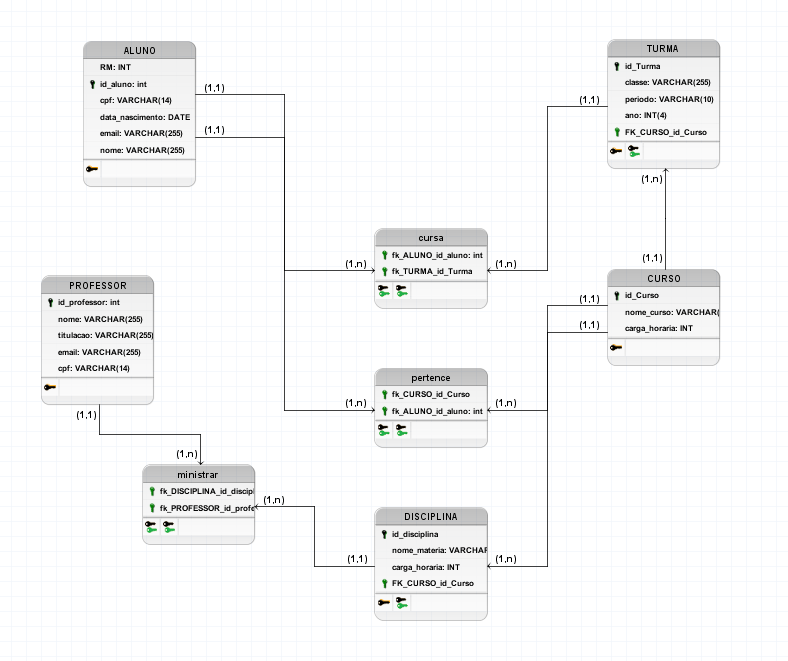 ALUNO
RM: INT
id_aluno: int
cpf: VARCHAR(14)
data_nascimento: DATE
email: VARCHAR(255)
nome: VARCHAR(255)
(1,1)
(1,1)
TURMA
id_Turma
classe: VARCHAR(255)
periodo: VARCHAR(10)
ano: INT(4)
FK_CURSO_id_Curso
(1,1)
(1,n)
(1,1)
cursa
fk_ALUNO_id_aluno: int
fk_TURMA_id_Turma
(1,n)
(1,n)
PROFESSOR
id_professor: int
nome: VARCHAR(255)
titulacao: VARCHAR(255)
email: VARCHAR(255)
cpf: VARCHAR(14)
(1,1)
CURSO
id_Curso
nome_curso: VARCHAR(
carga_horaria: INT
(1,1)
(1,1)
pertence
fk_CURSO_id_Curso
fk_ALUNO_id_aluno: int
(1,n)
(1,n)
(1,n)
ministrar
fk_DISCIPLINA_id_discipl
fk_PROFESSOR_id_profe
(1,n)
DISCIPLINA
id_disciplina
nome_materia: VARCHAR
carga_horaria: INT
FK_CURSO_id_Curso
(1,1)
(1,n)